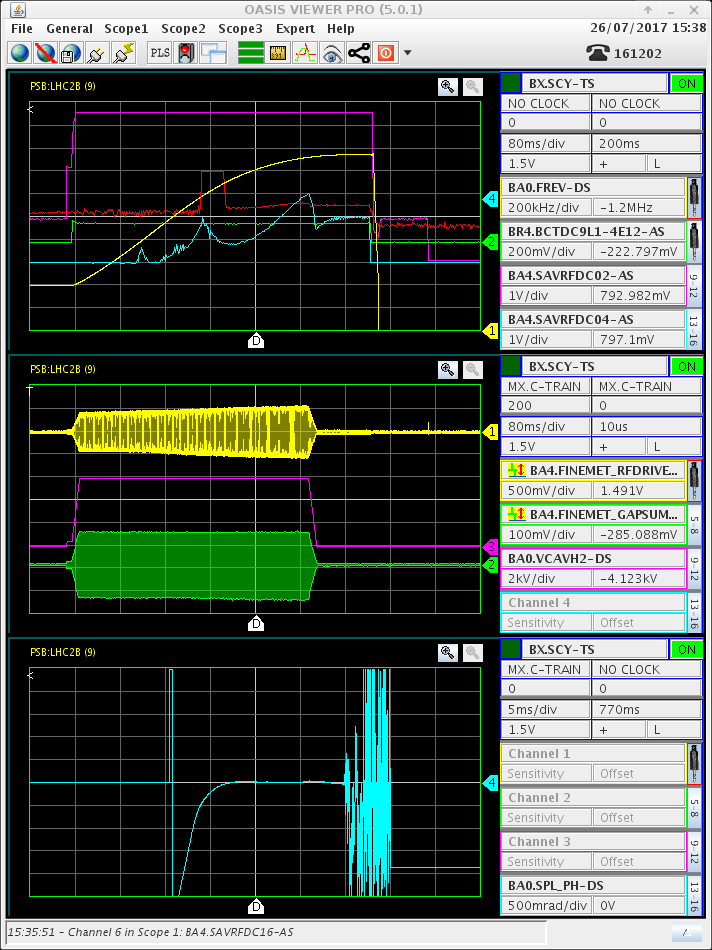 OASIS VIEWER PRO (5.0.1)
File General Scope1 Scope2 Scope3 Expert Help 26/07/2017 15:38
PLS 161202
PSB:LHC2B (9)
BX.SCY-TS ON
NO CLOCK NO CLOCK
0 0
80ms/div 200ms
1.5V + L
BA0.FREV-DS
200kHz/div -1.2MHz
BR4.BCTDC9L1-4E12-AS
200mV/div -222.797mV
BA4.SAVRFDC02-AS
1V/div 792.982mV
9-12
BA4.SAVRFDC04-AS
1V/div 797.1mV
13-16
4
2
1
D
PSB:LHC2B (9)
BX.SCY-TS ON
MX.C-TRAIN MX.C-TRAIN
200 0
80ms/div 10us
1.5V + L
BA4.FINEMET_RFDRIVE...
500mV/div 1.491V
BA4.FINEMET_GAPSUM...
100mV/div -285.088mV
5-8
BA0.VCAVH2-DS
2kV/div -4.123kV
9-12
Channel 4
Sensitivity Offset
13-16
1
3
2
D
PSB:LHC2B (9)
BX.SCY-TS ON
MX.C-TRAIN NO CLOCK
0 0
5ms/div 770ms
1.5V + L
Channel 1
Sensitivity Offset
Channel 2
Sensitivity Offset
5-8
Channel 3
Sensitivity Offset
9-12
BA0.SPL_PH-DS
500mrad/div 0V
13-16
4
D
15:35:51 - Channel 6 in Scope 1: BA4.SAVRFDC16-AS